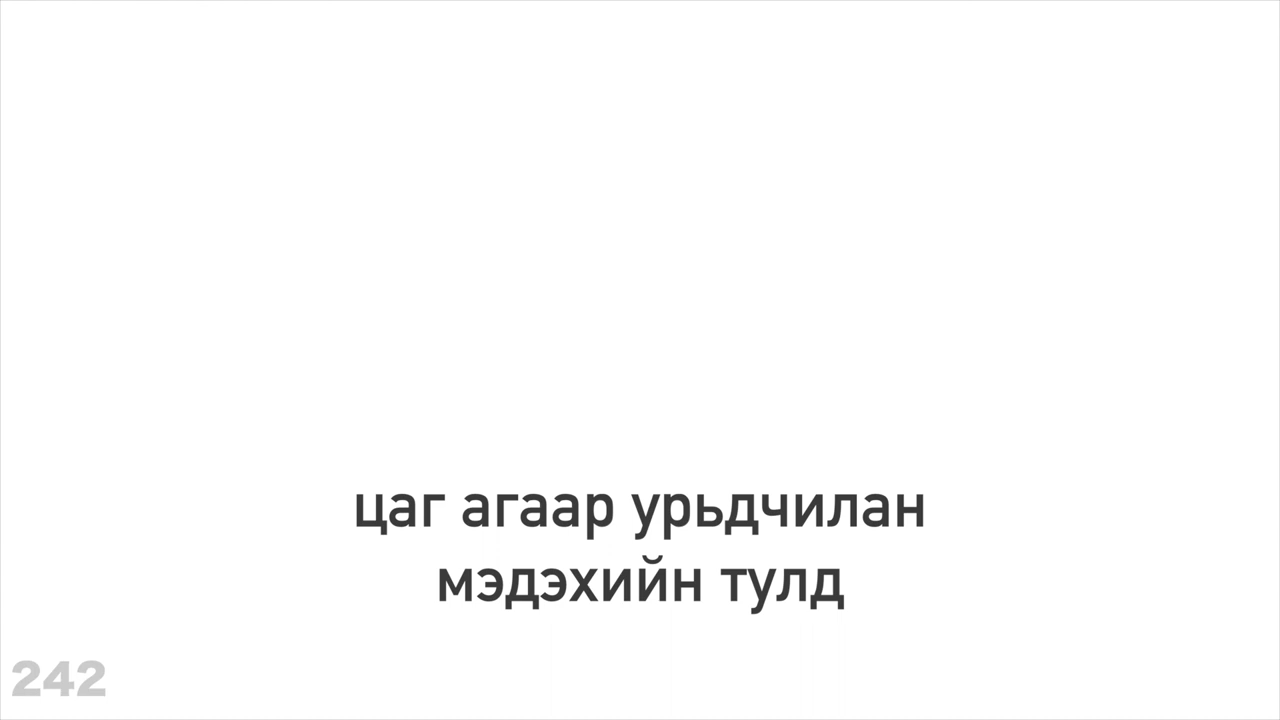 цаг агаар урьдчилан
мэдэхийн тулд
242